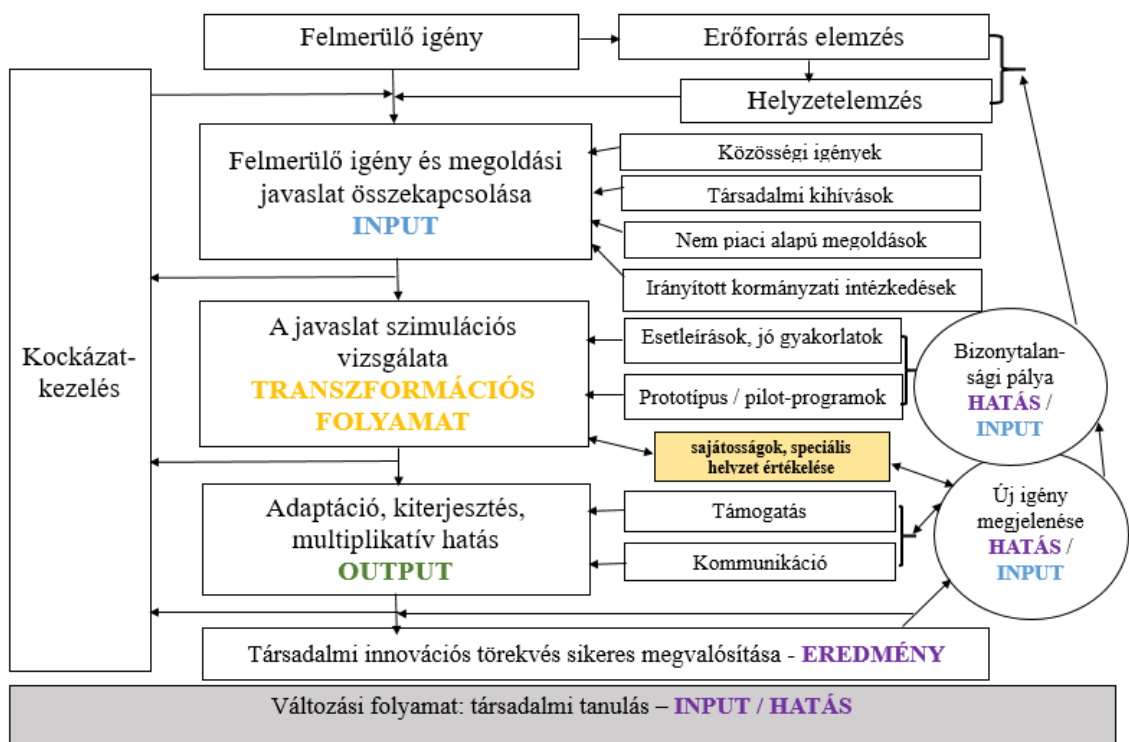 Felmerülő igény
Erőforrás elemzés
Helyzetelemzés
Felmerülő igény és megoldási
javaslat összekapcsolása
INPUT
Közösségi igények
Társadalmi kihívások
Nem piaci alapú megoldások
Irányított kormányzati intézkedések
Kockázat-
kezelés
A javaslat szimulációs
vizsgálata
TRANSZFORMÁCIÓS
FOLYAMAT
Esetleírások, jó gyakorlatok
Prototípus / pilot-programok
Bizonytalan-
sági pálya
HATÁS /
INPUT
sajátosságok, speciális
helyzet értékelése
Adaptáció, kiterjesztés,
multiplikatív hatás
OUTPUT
Támogatás
Kommunikáció
Új igény
megjelenése
HATÁS /
INPUT
Társadalmi innovációs törekvés sikeres megvalósítása - EREDMÉNY
Változási folyamat: társadalmi tanulás – INPUT / HATÁS